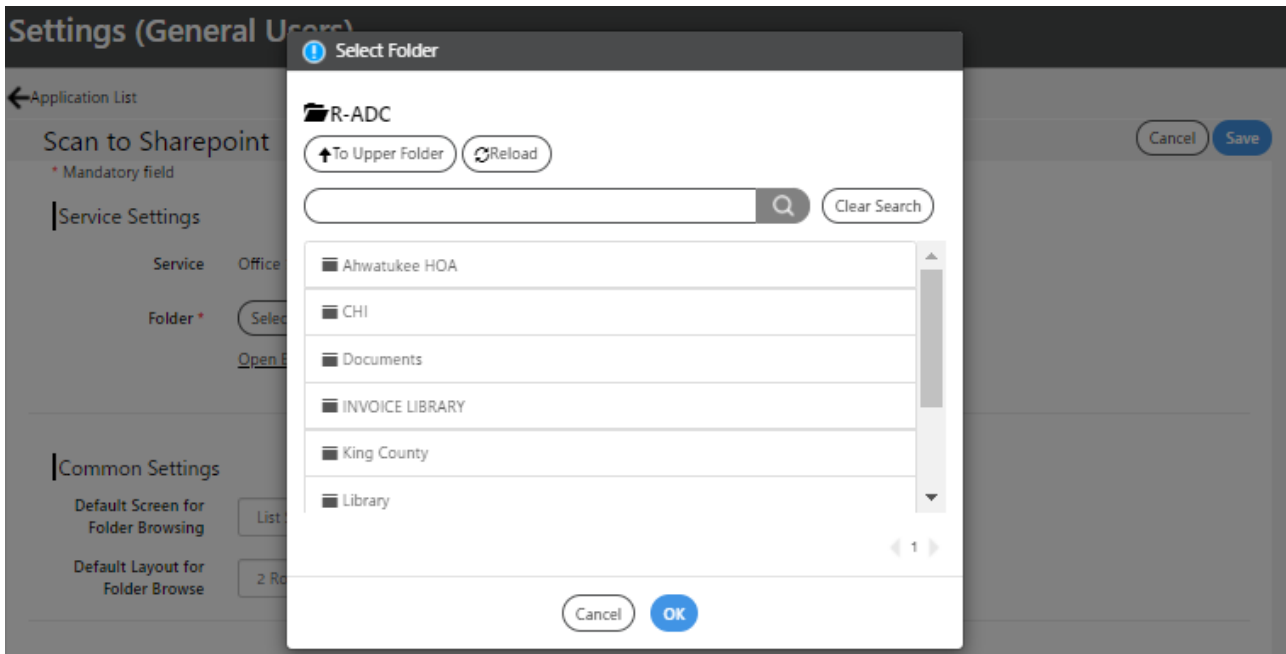 Settings (General Users)
Select Folder
Application List
R-ADC
Scan to Sharepoint
To Upper Folder
Reload
Cancel
Save
* Mandatory field
Clear Search
Service Settings
Service
Office
Ahwatukee HOA
Folder *
Selec
CHI
Open
Documents
INVOICE LIBRARY
King County
Common Settings
Default Screen for
Folder Browsing
List
Library
1
Default Layout for
Folder Browse
2 Ro
Cancel
OK